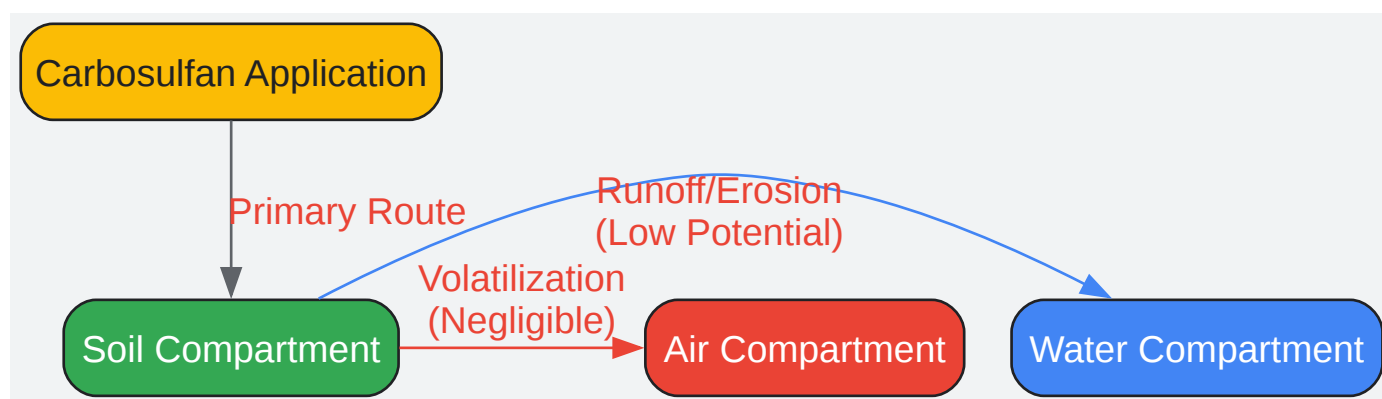 Carbosulfan Application
Primary Route
Runoff/Erosion
(Low Potential)
Volatilization
(Negligible)
Soil Compartment
Air Compartment
Water Compartment